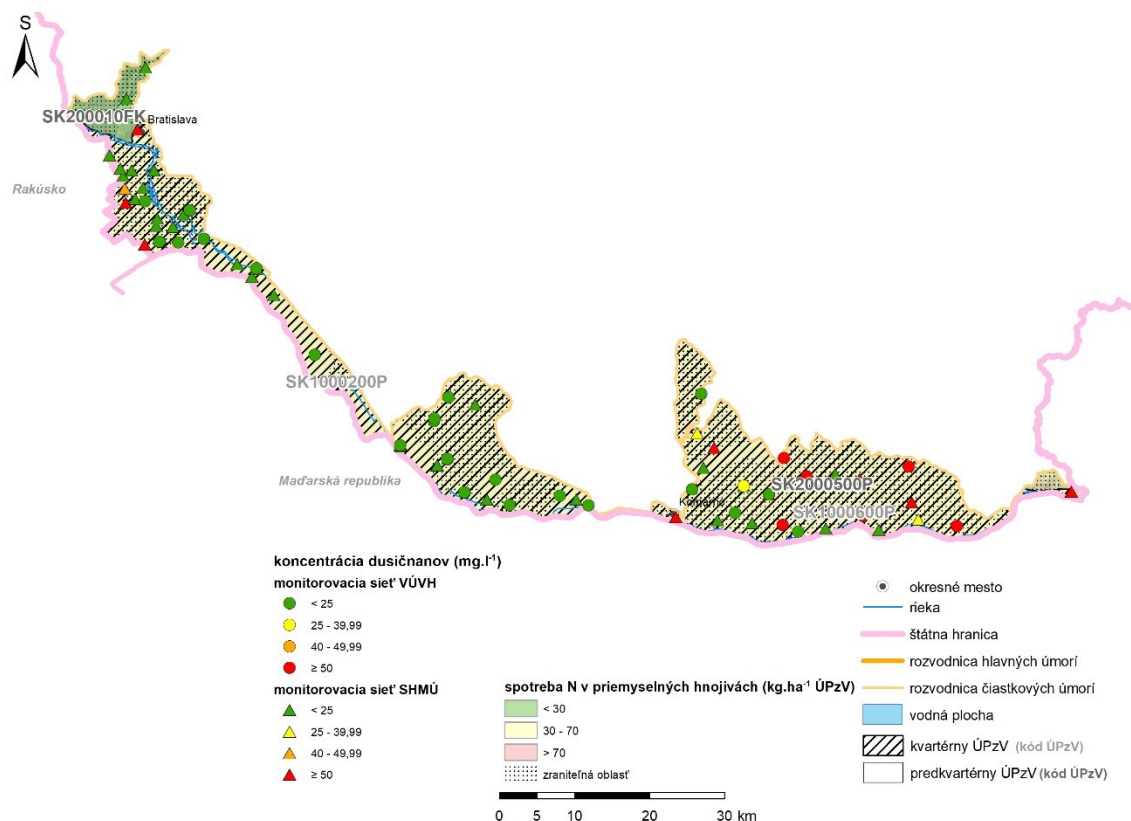 S
SK200010FK
Bratislava
Rakúsko
SK1000200P
Maďarská republika
Komárno
SK2000500P
SK1000600P
koncentrácia dusičnanov (mg.l⁻¹)
monitorovacia sieť VÚVH
< 25
25 - 39,99
40 - 49,99
≥ 50
monitorovacia sieť SHMÚ
< 25
25 - 39,99
40 - 49,99
≥ 50
spotreba N v priemyselných hnojivách (kg.ha⁻¹ ÚPzV)
< 30
30 - 70
> 70
zraniteľná oblasť
0 5 10 20 30 km
okresné mesto
rieka
štátna hranica
rozvodnica hlavných úmorí
rozvodnica čiastkových úmorí
vodná plocha
kvartérny ÚPzV (kód ÚPzV)
predkvartérny ÚPzV (kód ÚPzV)